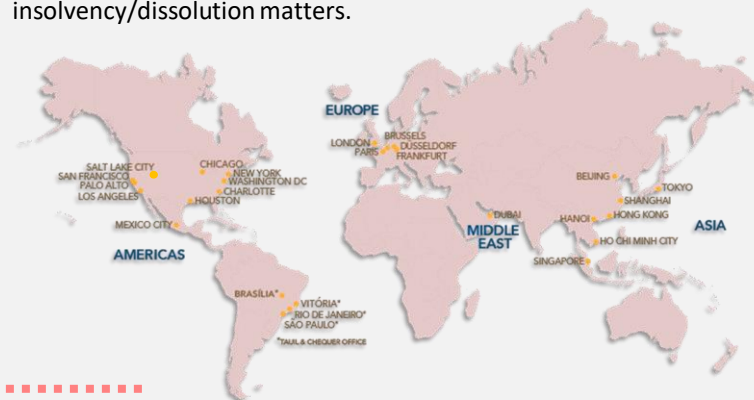 insolvency/dissolution matters.
EUROPE
BRUSSELS
LONDON
DÜSSELDORF
PARIS
FRANKFURT
SALT LAKE CITY
CHICAGO
SAN FRANCISCO
NEW YORK
PALO ALTO
WASHINGTON DC
LOS ANGELES
CHARLOTTE
HOUSTON
MEXICO CITY
AMERICAS
BEIJING
TOKYO
SHANGHAI
DUBAI
HANOI
HONG KONG
MIDDLE
EAST
ASIA
HO CHI MINH CITY
SINGAPORE
BRASÍLIA*
VITÓRIA*
RIO DE JANEIRO*
SÃO PAULO*
*TAUIL & CHEQUER OFFICE